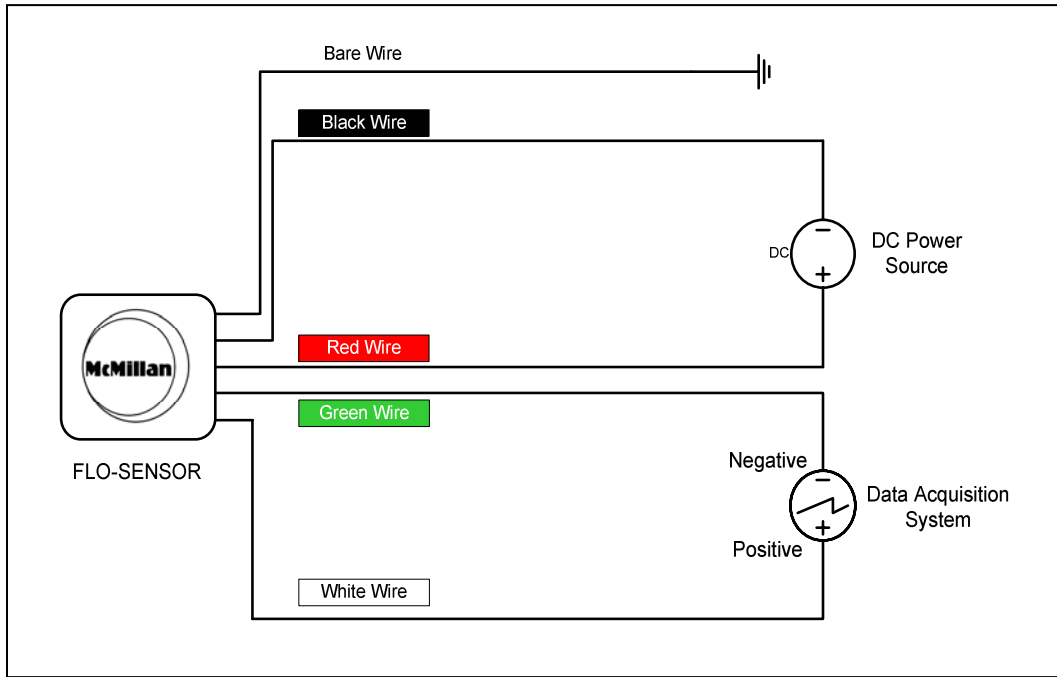 Bare Wire
Black Wire
DC
−
+
DC Power
Source
McMillan
Red Wire
Green Wire
FLO-SENSOR
Negative
−
+
Positive
Data Acquisition
System
White Wire